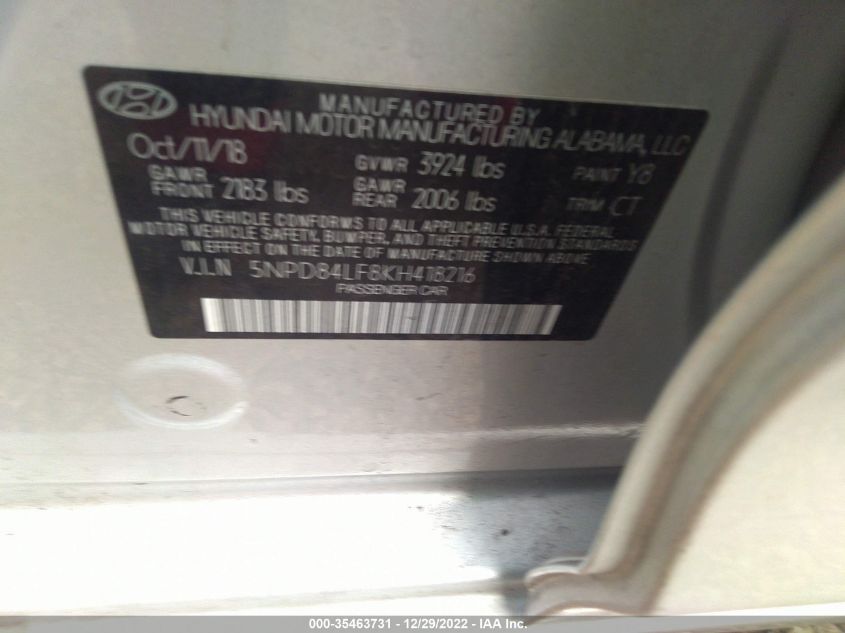 MANUFACTURED BY
HYUNDAI MOTOR MANUFACTURING ALABAMA, LLC
Oct/11/18 GVWR 3924 lbs PAINT Y8
GAWR FRONT 2183 lbs GAWR REAR 2006 lbs TRIM CT
THIS VEHICLE CONFORMS TO ALL APPLICABLE U.S.A. FEDERAL
MOTOR VEHICLE SAFETY, BUMPER, AND THEFT PREVENTION STANDARDS
IN EFFECT ON THE DATE OF MANUFACTURE SHOWN ABOVE
V.I.N 5NPD84LF8KH418216
PASSENGER CAR
000-35463731 - 12/29/2022 - IAA Inc.